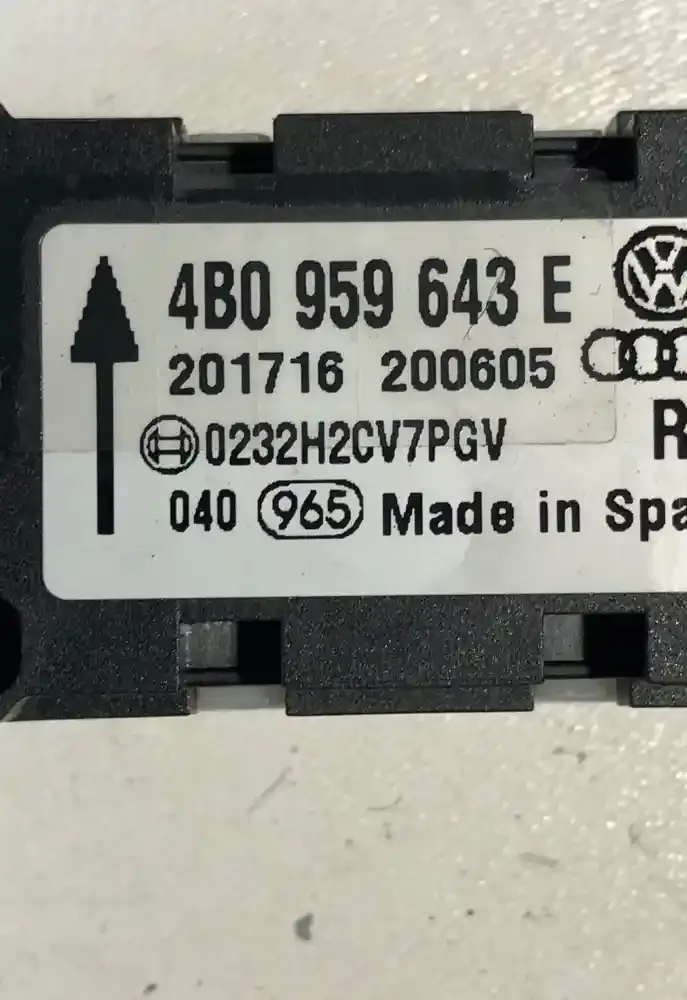 4B0 959 643 E
201716 200605
0232H2CV7PGV R
040 965 Made in Spa